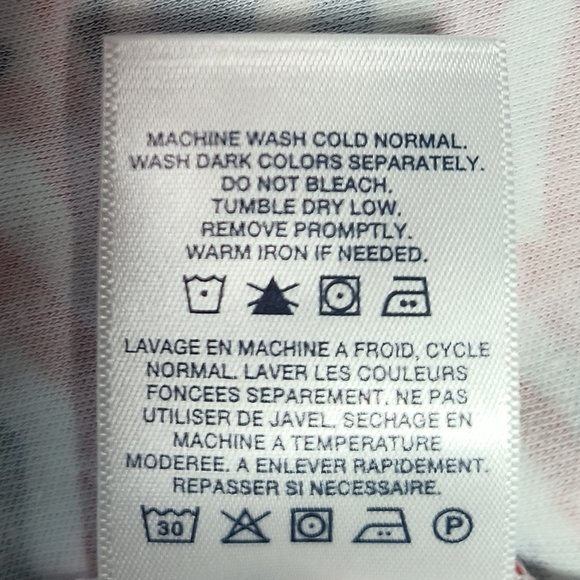 MACHINE WASH COLD NORMAL.
WASH DARK COLORS SEPARATELY.
DO NOT BLEACH.
TUMBLE DRY LOW.
REMOVE PROMPTLY.
WARM IRON IF NEEDED.
LAVAGE EN MACHINE A FROID, CYCLE
NORMAL. LAVER LES COULEURS
FONCEES SEPAREMENT. NE PAS
UTILISER DE JAVEL. SECHAGE EN
MACHINE A TEMPERATURE
MODEREE. A ENLEVER RAPIDEMENT.
REPASSER SI NECESSAIRE.
30 P